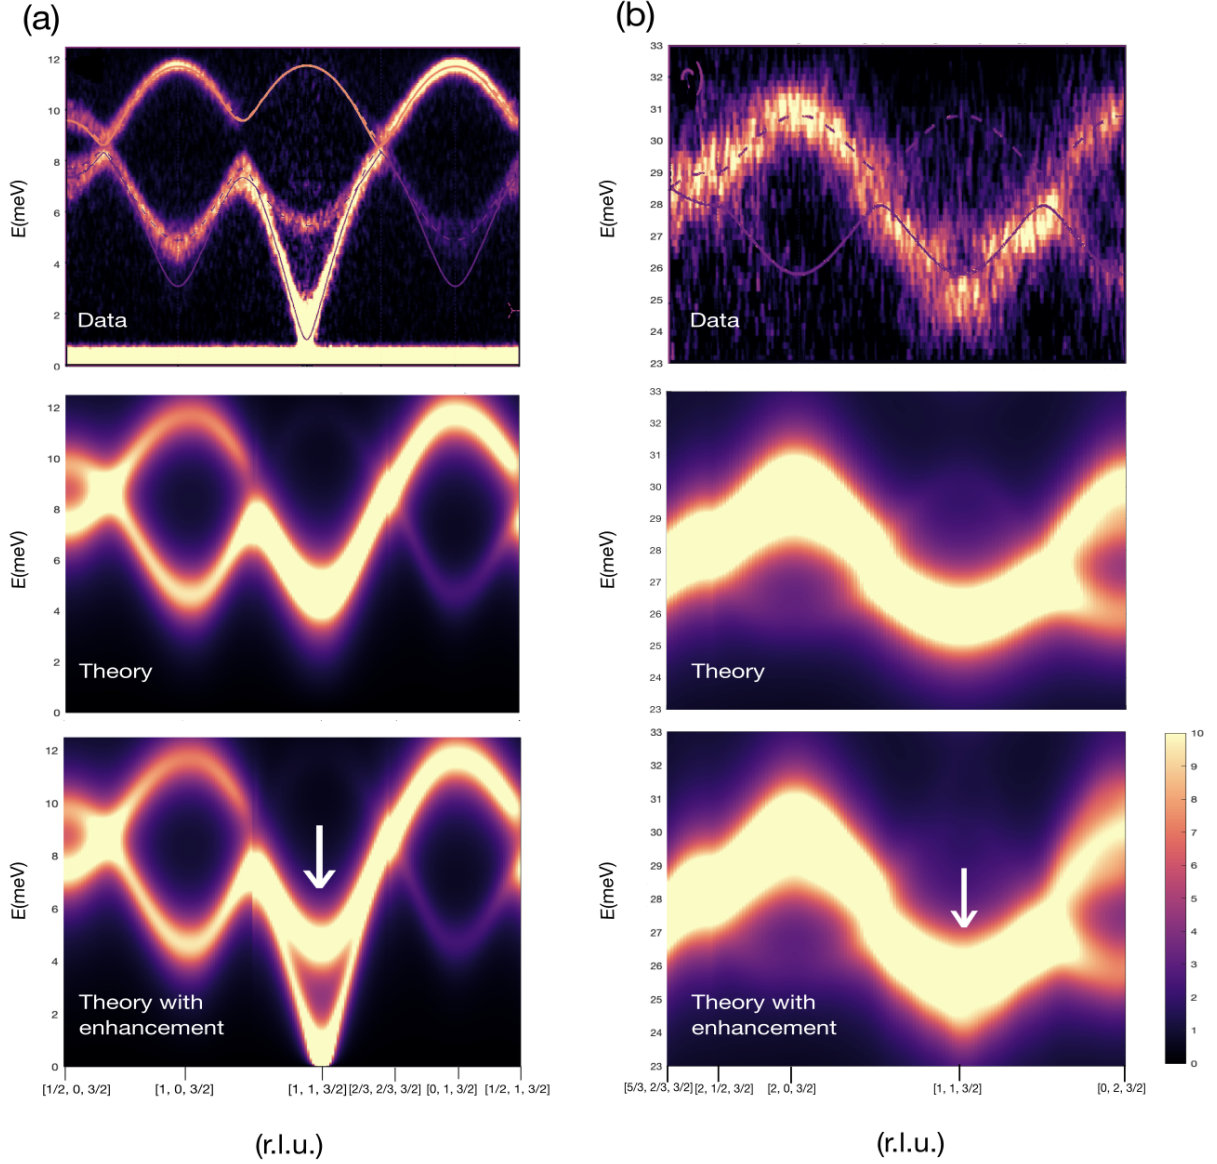 (a)
(b)
E(meV)
12
10
8
6
4
2
0
Data
E(meV)
33
32
31
30
29
28
27
26
25
24
23
Data
E(meV)
12
10
8
6
4
2
0
Theory
E(meV)
33
32
31
30
29
28
27
26
25
24
23
Theory
E(meV)
12
10
8
6
4
2
0
Theory with
enhancement
[1/2, 0, 3/2]
[1, 0, 3/2]
[1, 1, 3/2]
[2/3, 2/3, 3/2]
[0, 1, 3/2]
[1/2, 1, 3/2]
(r.l.u.)
E(meV)
33
32
31
30
29
28
27
26
25
24
23
Theory with
enhancement
[5/3, 2/3, 3/2]
[2, 1/2, 3/2]
[2, 0, 3/2]
[1, 1, 3/2]
[0, 2, 3/2]
(r.l.u.)
10
9
8
7
6
5
4
3
2
1
0